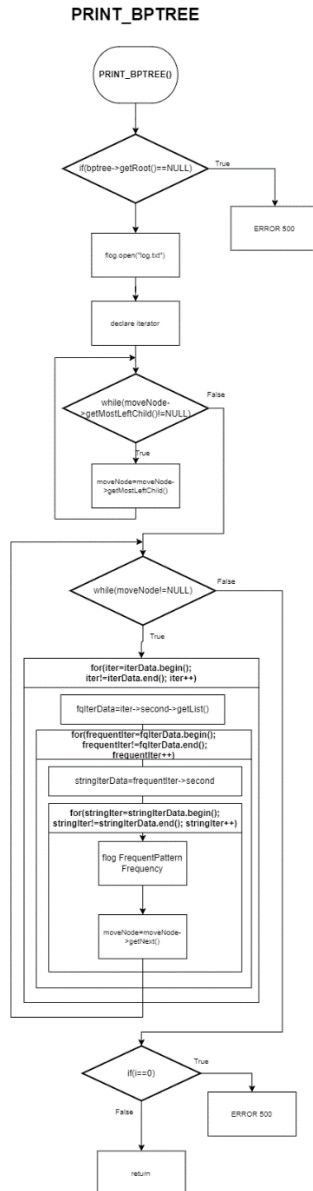 PRINT_BPTREE
PRINT_BPTREE()
if(bptree->getRoot()==NULL)
True
ERROR 500
flog.open("log.txt")
declare iterator
while(moveNode-
>getMostLeftChild()!=NULL)
False
True
moveNode=moveNode-
>getMostLeftChild()
while(moveNode!=NULL)
False
True
for(iter=iterData.begin();
iter!=iterData.end(); iter++)
fqIterData=iter->second->getList()
for(frequentIter=fqIterData.begin();
frequentIter!=fqIterData.end();
frequentIter++)
stringIterData=frequentIter->second
for(stringIter=stringIterData.begin();
stringIter!=stringIterData.end(); stringIter++)
flog FrequentPattern
Frequency
moveNode=moveNode-
>getNext()
if(i==0)
True
False
ERROR 500
return